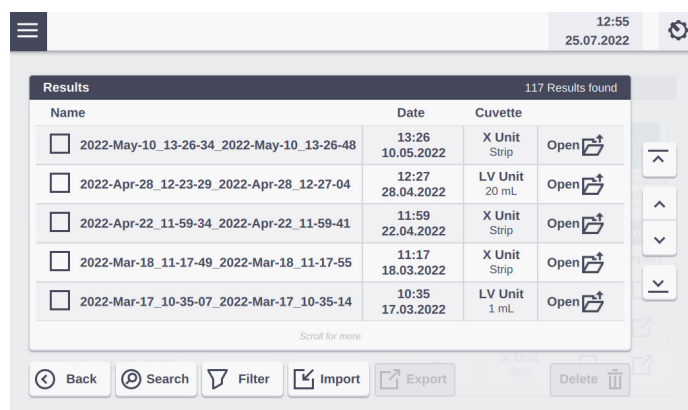 12:55
25.07.2022
Results 117 Results found
Name Date Cuvette
2022-May-10_13-26-34_2022-May-10_13-26-48 13:26 10.05.2022 X Unit Strip Open
2022-Apr-28_12-23-29_2022-Apr-28_12-27-04 12:27 28.04.2022 LV Unit 20 mL Open
2022-Apr-22_11-59-34_2022-Apr-22_11-59-41 11:59 22.04.2022 X Unit Strip Open
2022-Mar-18_11-17-49_2022-Mar-18_11-17-55 11:17 18.03.2022 X Unit Strip Open
2022-Mar-17_10-35-07_2022-Mar-17_10-35-14 10:35 17.03.2022 LV Unit 1 mL Open
Scroll for more
X Unit
Strip
Back Search Filter Import Export Delete